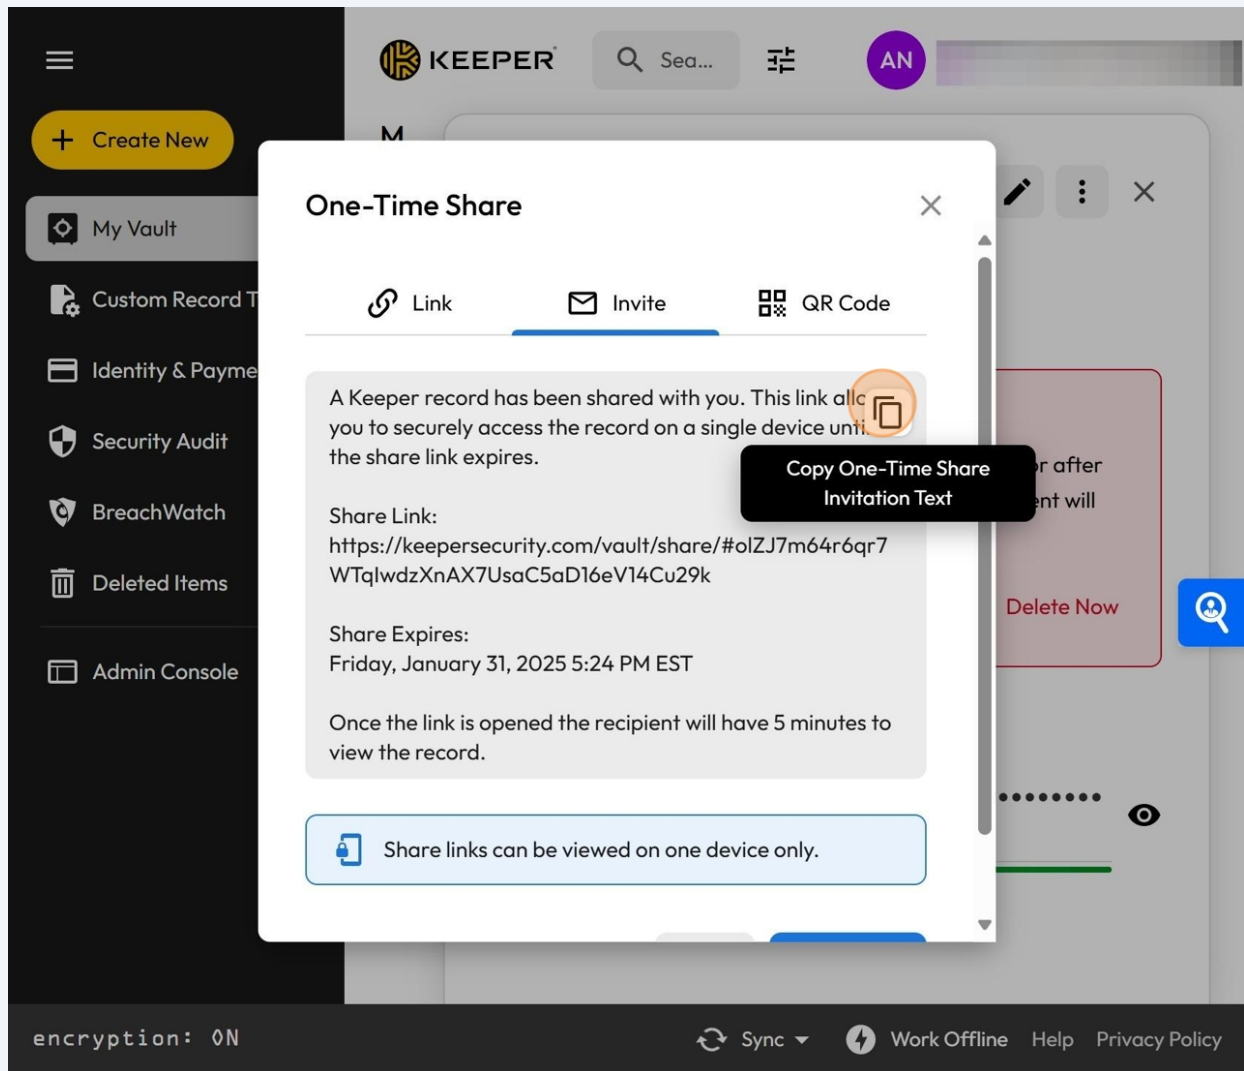 KEEPER
Sea...
AN
Create New
M
My Vault
Custom Record T
Identity & Payme
Security Audit
BreachWatch
Deleted Items
Admin Console
One-Time Share
Link
Invite
QR Code
A Keeper record has been shared with you. This link allo
you to securely access the record on a single device unti
the share link expires.
Copy One-Time Share
Invitation Text
Share Link:
https://keepersecurity.com/vault/share/#olZJ7m64r6qr7
WTqIwdzXnAX7UsaC5aD16eV14Cu29k
Share Expires:
Friday, January 31, 2025 5:24 PM EST
Once the link is opened the recipient will have 5 minutes to
view the record.
Share links can be viewed on one device only.
or after
ent will
Delete Now
encryption: ON
Sync
Work Offline
Help
Privacy Policy